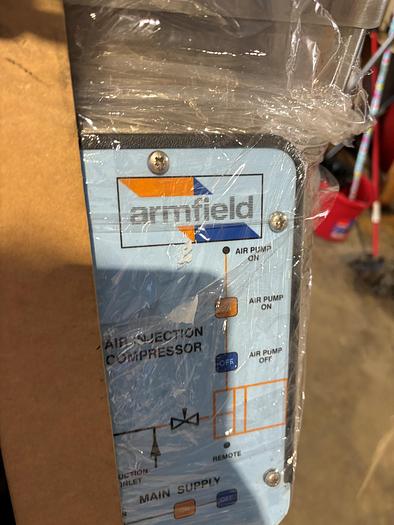 armfield
AIR PUMP
ON
AIR PUMP
ON
AIR INJECTION
COMPRESSOR
OFF
AIR PUMP
OFF
REMOTE
MAIN SUPPLY